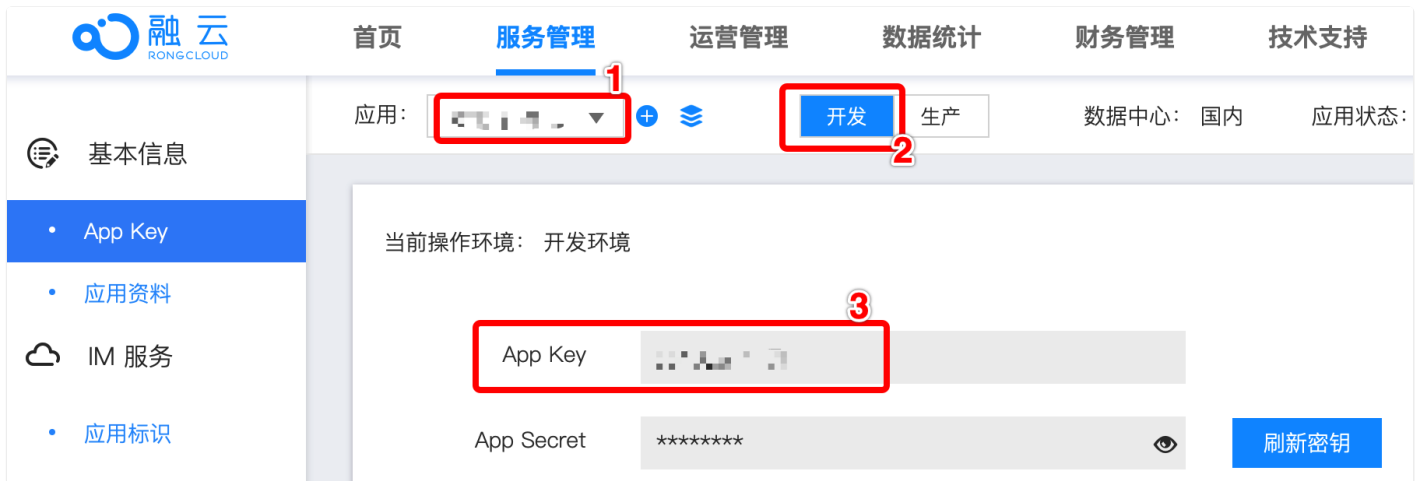 融云 首页 服务管理 运营管理 数据统计 财务管理 技术支持
RONGCLOUD
1
应用: 开发 生产 数据中心: 国内 应用状态:
2
基本信息
App Key
当前操作环境: 开发环境
应用资料
3
App Key
IM 服务
应用标识
App Secret ******** 刷新密钥